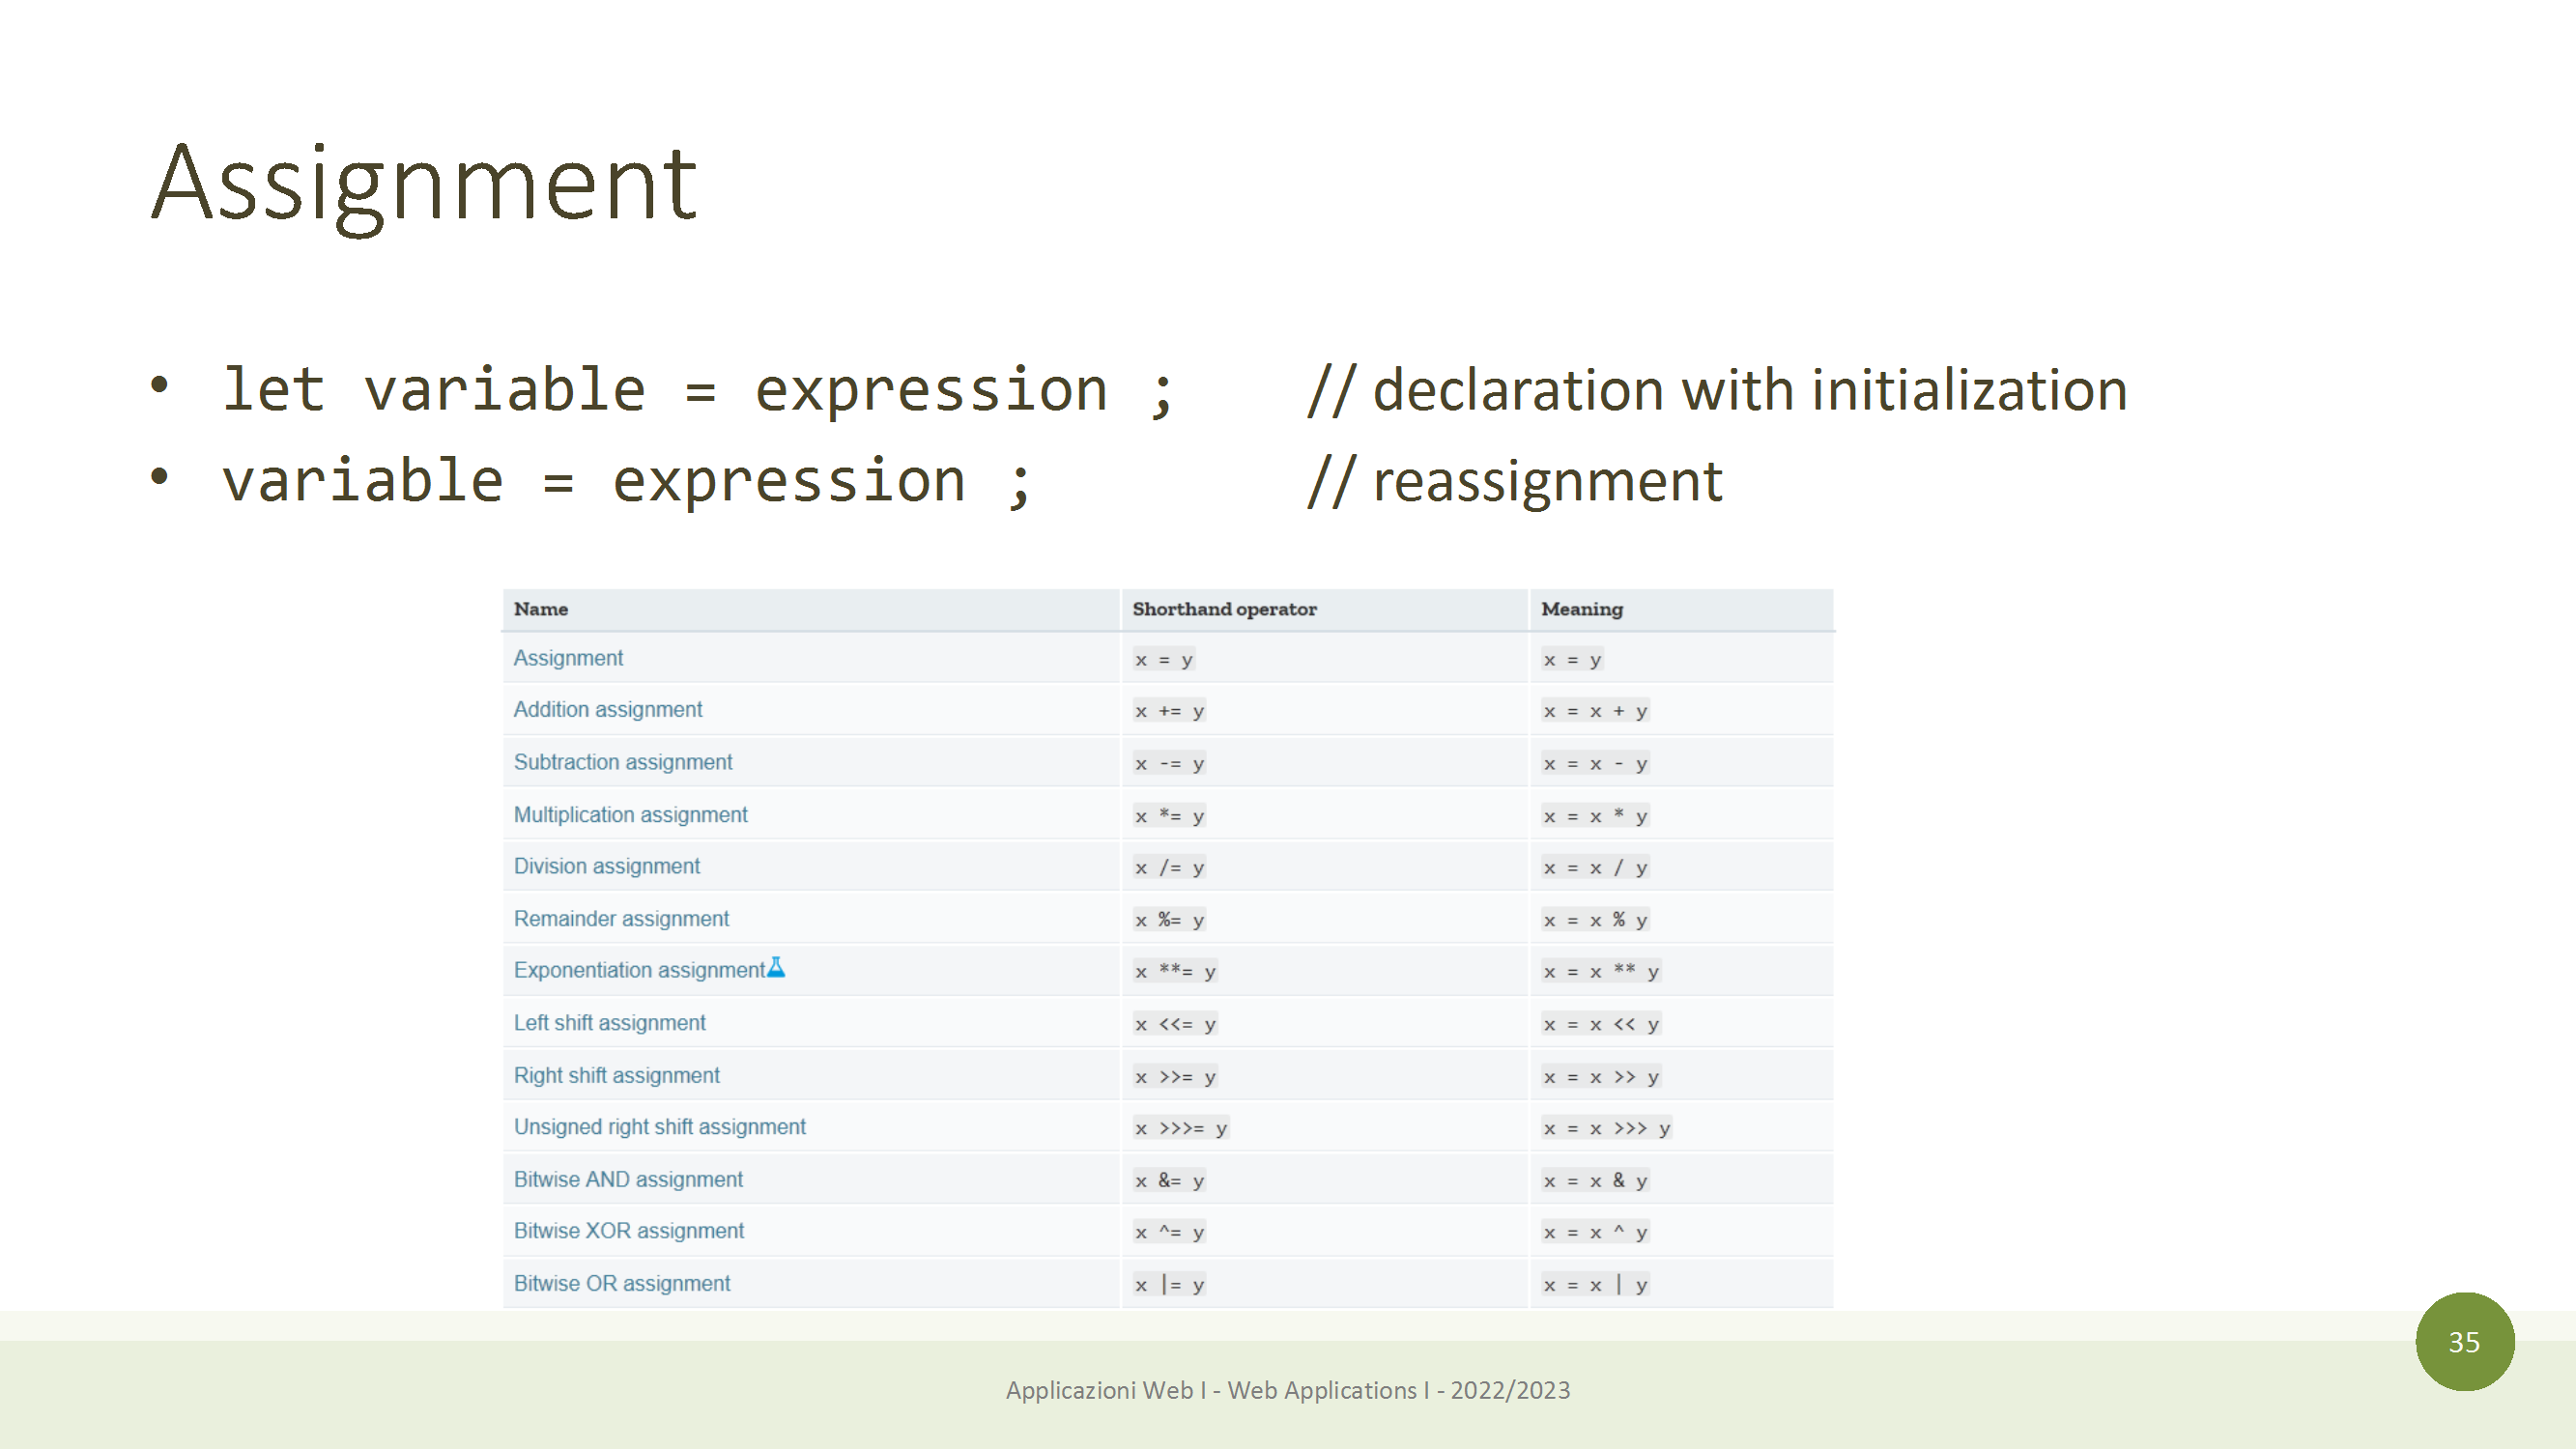 Assignment
• let variable = expression ; // declaration with initialization
• variable = expression ; // reassignment
Name Shorthand operator Meaning
Assignment x = y x = y
Addition assignment x += y x = x + y
Subtraction assignment x -= y x = x - y
Multiplication assignment x *= y x = x * y
Division assignment x /= y x = x / y
Remainder assignment x %= y x = x % y
Exponentiation assignment x **= y x = x ** y
Left shift assignment x <<= y x = x << y
Right shift assignment x >>= y x = x >> y
Unsigned right shift assignment x >>>= y x = x >>> y
Bitwise AND assignment x &= y x = x & y
Bitwise XOR assignment x ^= y x = x ^ y
Bitwise OR assignment x |= y x = x | y
35
Applicazioni Web I - Web Applications I - 2022/2023